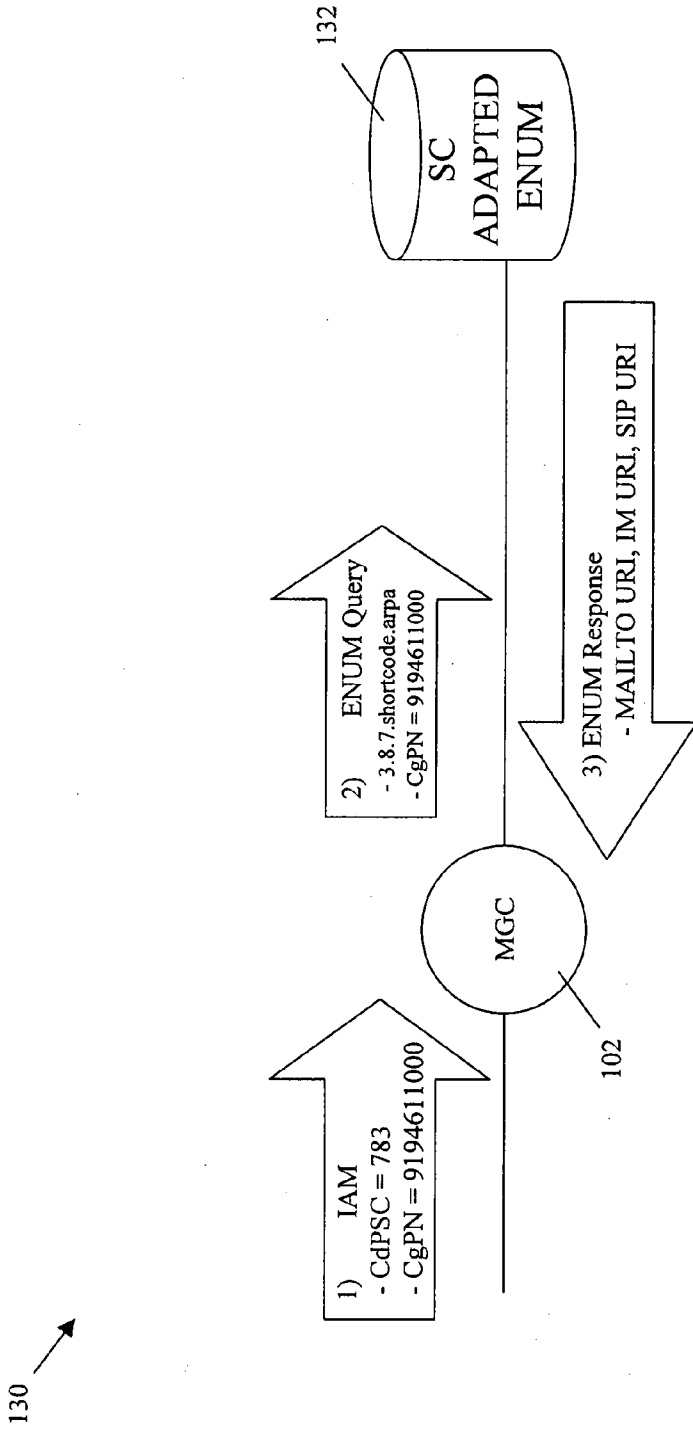 130
1) IAM
- CdPSC = 783
- CgPN = 9194611000
MGC
102
2) ENUM Query
- 3.8.7.shortcode.arpa
- CgPN = 9194611000
3) ENUM Response
- MAILTO URI, IM URI, SIP URI
SC
ADAPTED
ENUM
132